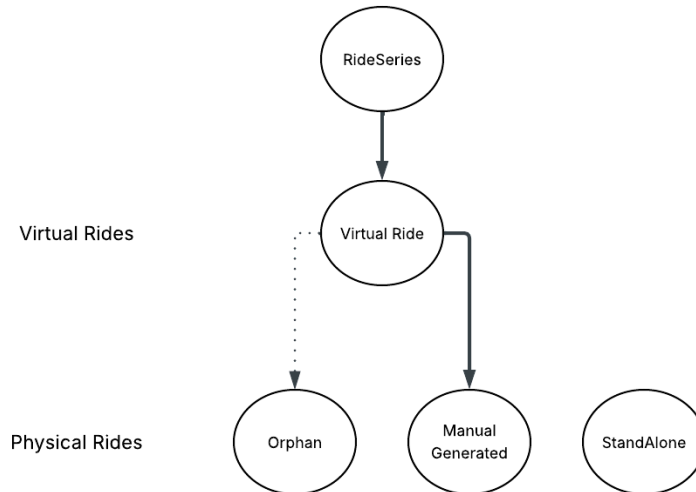 RideSeries
Virtual Rides
Virtual Ride
Physical Rides
Orphan
Manual
Generated
StandAlone